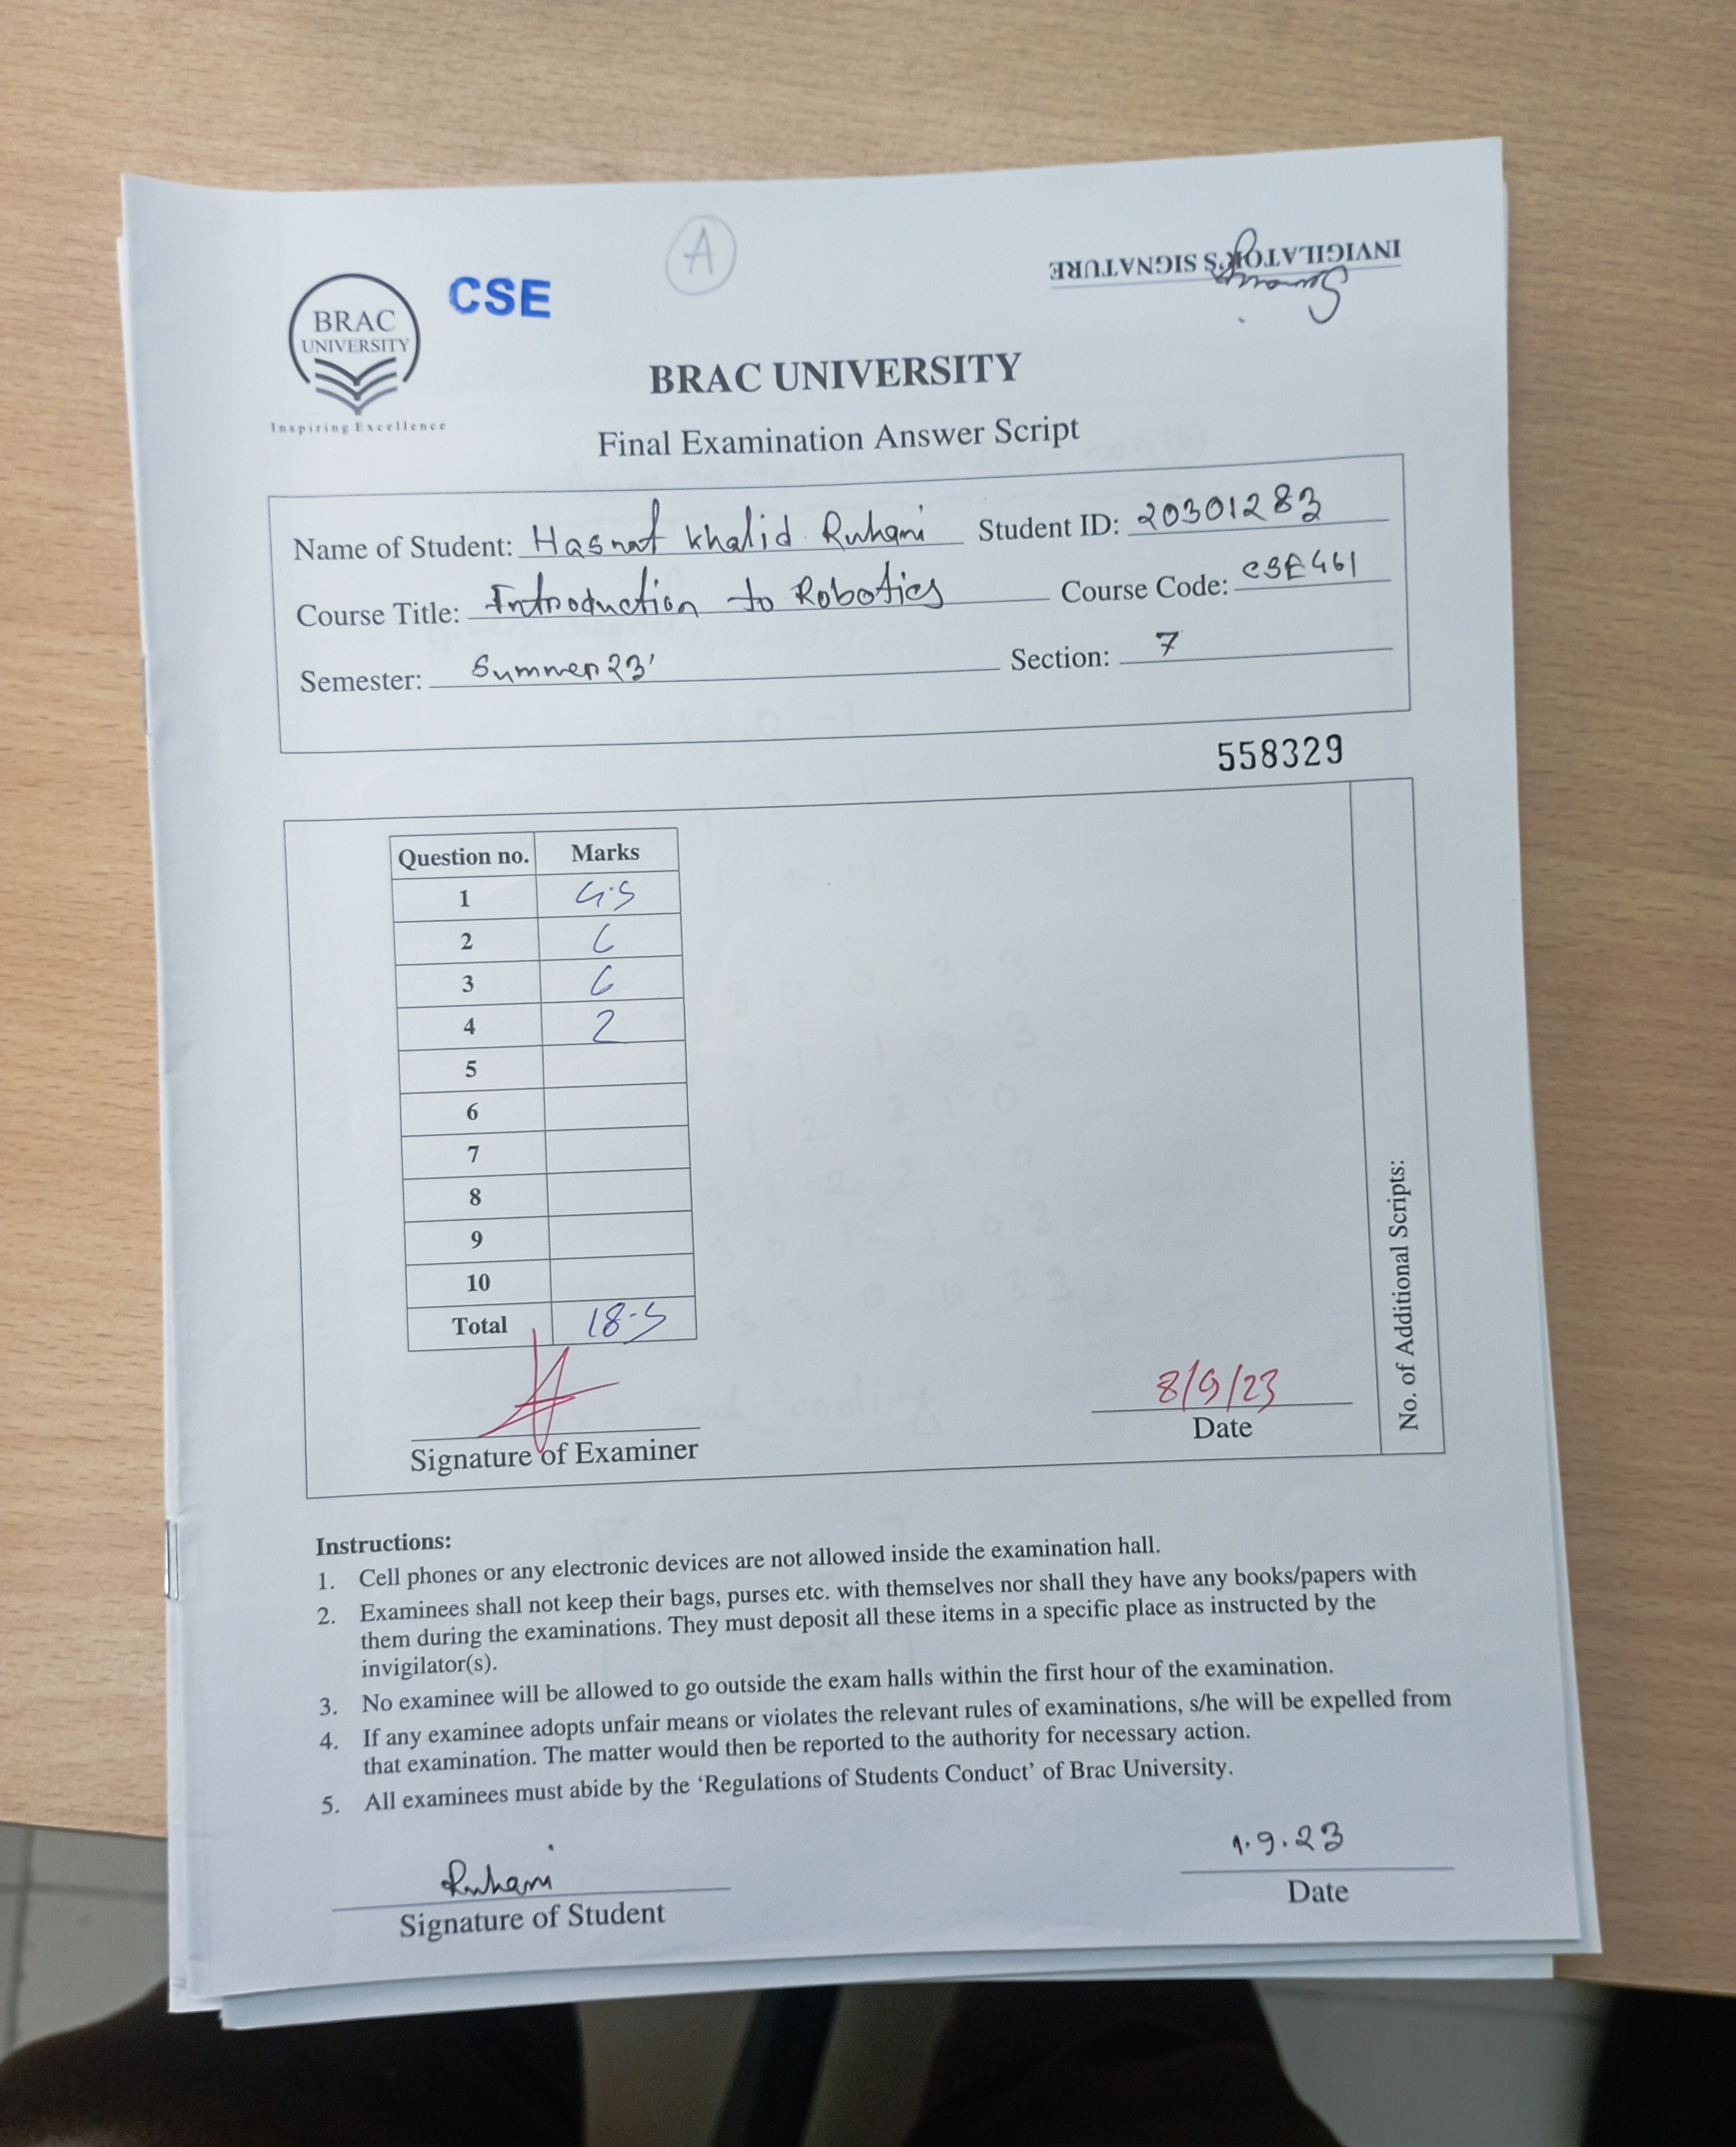 A
INVIGILATOR'S SIGNATURE
CSE
BRAC
UNIVERSITY
Inspiring Excellence
BRAC UNIVERSITY
Final Examination Answer Script
Name of Student: Hasnat Khalid Ruhani Student ID: 20301283
Course Title: Introduction to Robotics Course Code: CSE461
Semester: Summer 23' Section: 7
558329
Question no. Marks
1 4.5
2 6
3 6
4 2
5
6
7
8
9
10
Total 18.5
Signature of Examiner
8/9/23
Date
No. of Additional Scripts:
Instructions:
1. Cell phones or any electronic devices are not allowed inside the examination hall.
2. Examinees shall not keep their bags, purses etc. with themselves nor shall they have any books/papers with
them during the examinations. They must deposit all these items in a specific place as instructed by the
invigilator(s).
3. No examinee will be allowed to go outside the exam halls within the first hour of the examination.
4. If any examinee adopts unfair means or violates the relevant rules of examinations, s/he will be expelled from
that examination. The matter would then be reported to the authority for necessary action.
5. All examinees must abide by the ‘Regulations of Students Conduct’ of Brac University.
Ruhani
Signature of Student
1.9.23
Date